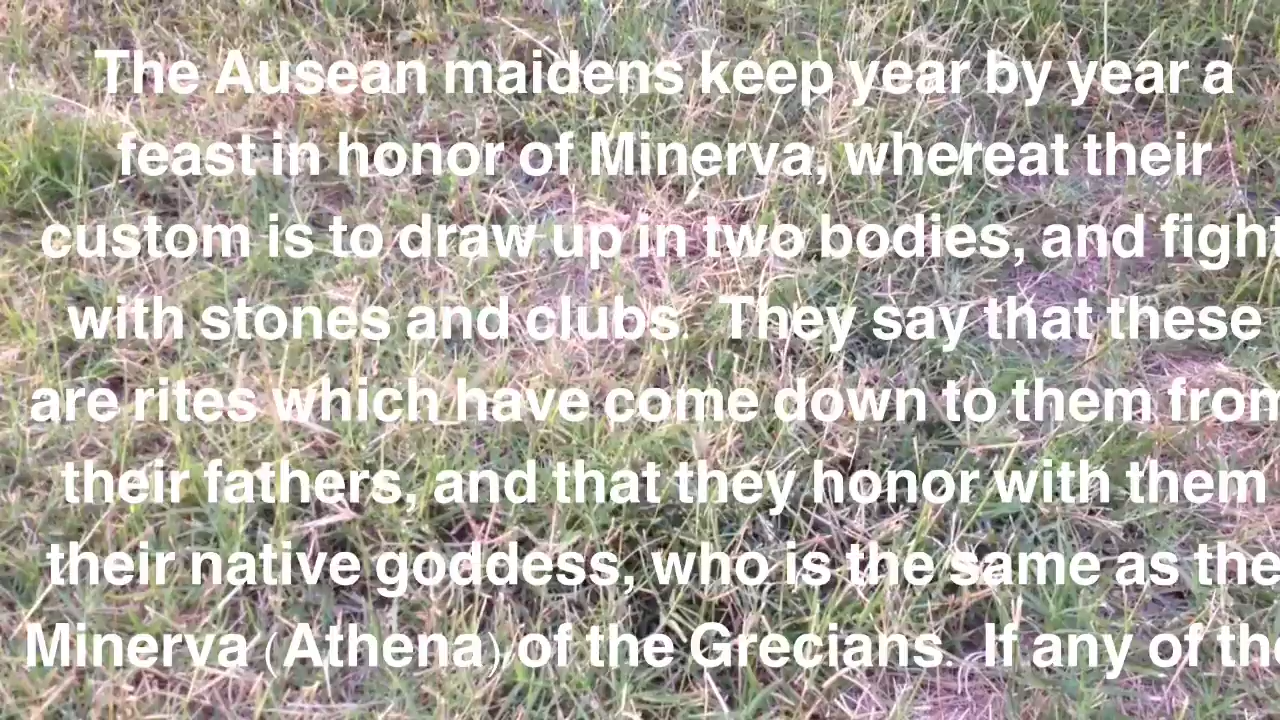 The Ausean maidens keep year by year a
feast in honor of Minerva, whereat their
custom is to draw up in two bodies, and fight
with stones and clubs. They say that these
are rites which have come down to them from
their fathers, and that they honor with them
their native goddess, who is the same as the
Minerva (Athena) of the Grecians. If any of the